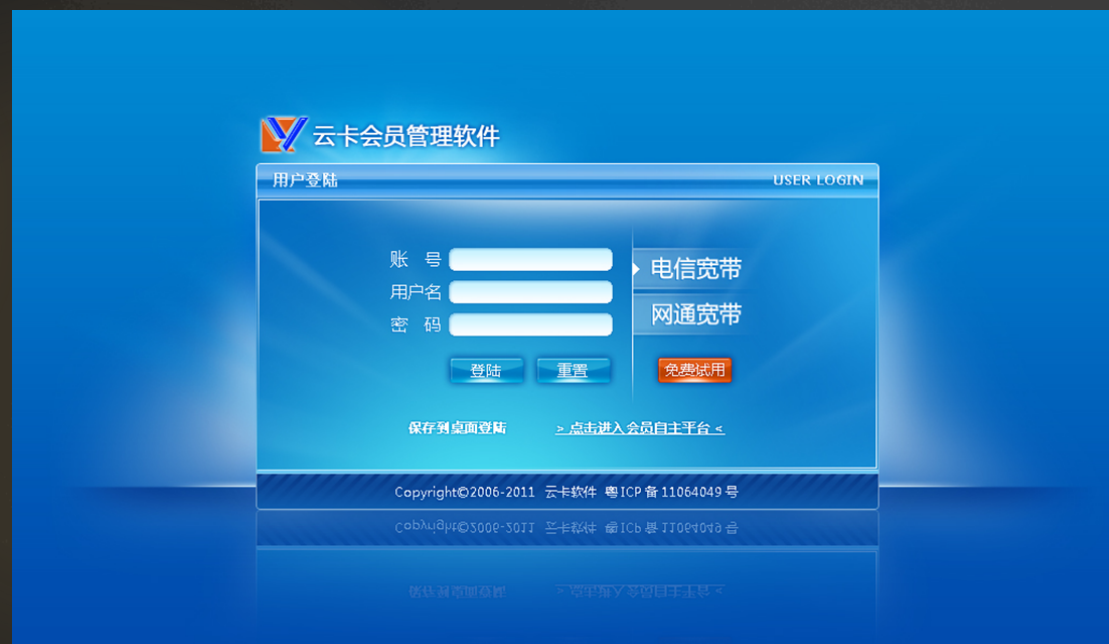 云卡会员管理软件
用户登陆 USER LOGIN
账 号
电信宽带
用户名
网通宽带
密 码
登陆 重置 免费试用
保存到桌面登陆 > 点击进入会员自主平台 <
Copyright©2006-2011 云卡软件 粤ICP备11064049号